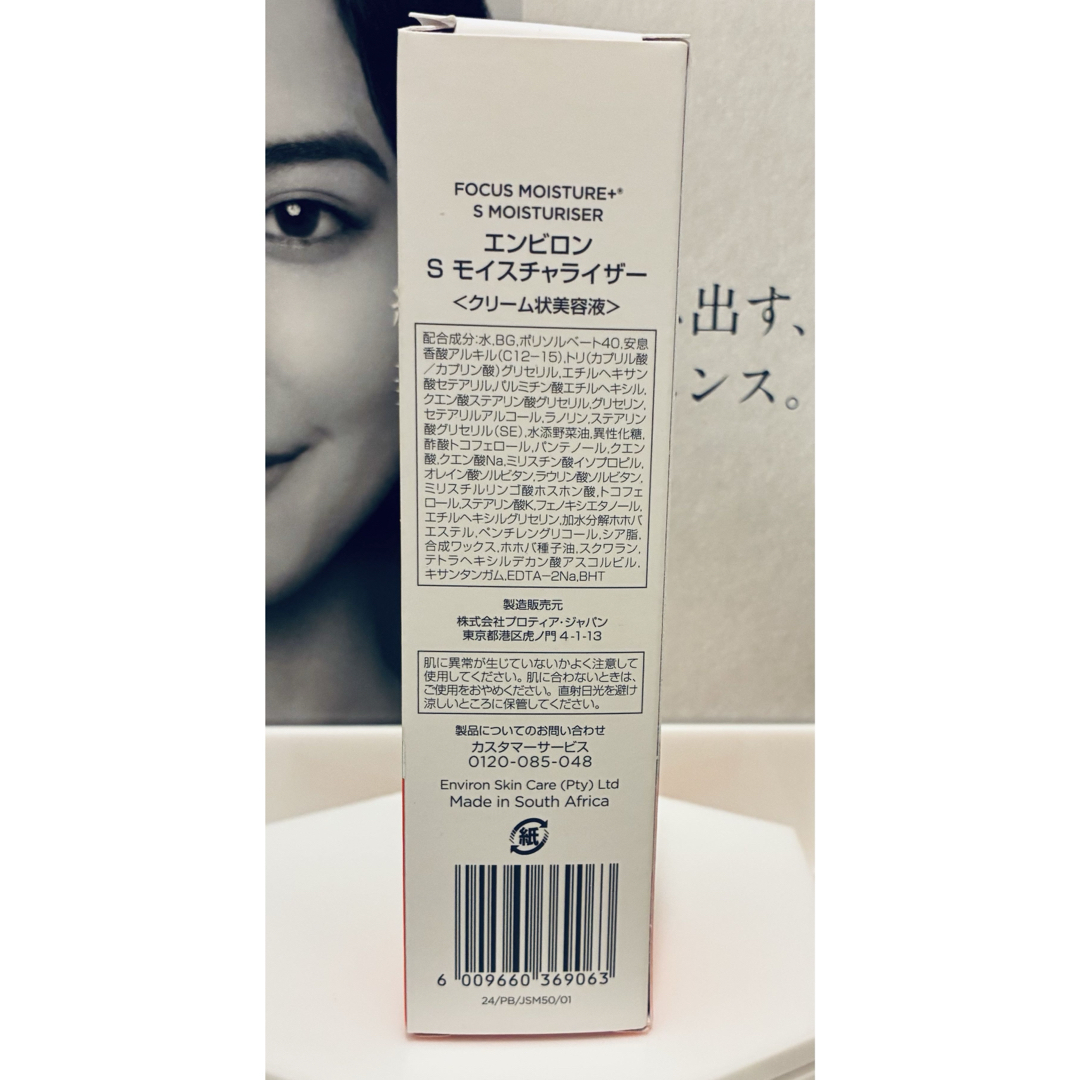 FOCUS MOISTURE+®
S MOISTURISER
エンビロン
S モイスチャライザー
<クリーム状美容液>
配合成分:水,BG,ポリソルベート40,安息
香酸アルキル(C12-15),トリ(カプリル酸
/カプリン酸)グリセリル,エチルヘキサン
酸セテアリル,パルミチン酸エチルヘキシル,
クエン酸ステアリン酸グリセリル,グリセリン,
セテアリルアルコール,ラノリン,ステアリン
酸グリセリル(SE),水添野菜油,異性化糖,
酢酸トコフェロール,パンテノール,クエン
酸,クエン酸Na,ミリスチン酸イソプロピル,
オレイン酸ソルビタン,ラウリン酸ソルビタン,
ミリスチルリンゴ酸ホスホン酸,トコフェ
ロール,ステアリン酸K,フェノキシエタノール,
エチルヘキシルグリセリン,加水分解ホホバ
エステル,ペンチレングリコール,シア脂,
合成ワックス,ホホバ種子油,スクワラン,
テトラヘキシルデカン酸アスコルビル,
キサンタンガム,EDTA-2Na,BHT
製造販売元
株式会社プロティア・ジャパン
東京都港区虎ノ門 4-1-13
肌に異常が生じていないかよく注意して
使用してください。肌に合わないときは、
ご使用をおやめください。直射日光を避け
涼しいところに保管してください。
製品についてのお問い合わせ
カスタマーサービス
0120-085-048
Environ Skin Care (Pty) Ltd
Made in South Africa
紙
6 009660 369063
24/PB/JSM50/01
出す、
ンス。